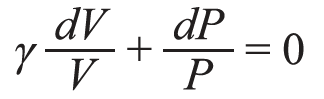 γ dV/V + dP/P = 0